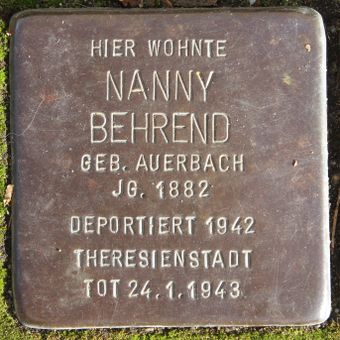 HIER WOHNTE
NANNY
BEHREND
GEB. AUERBACH
JG. 1882
DEPORTIERT 1942
THERESIENSTADT
TOT 24.1.1943